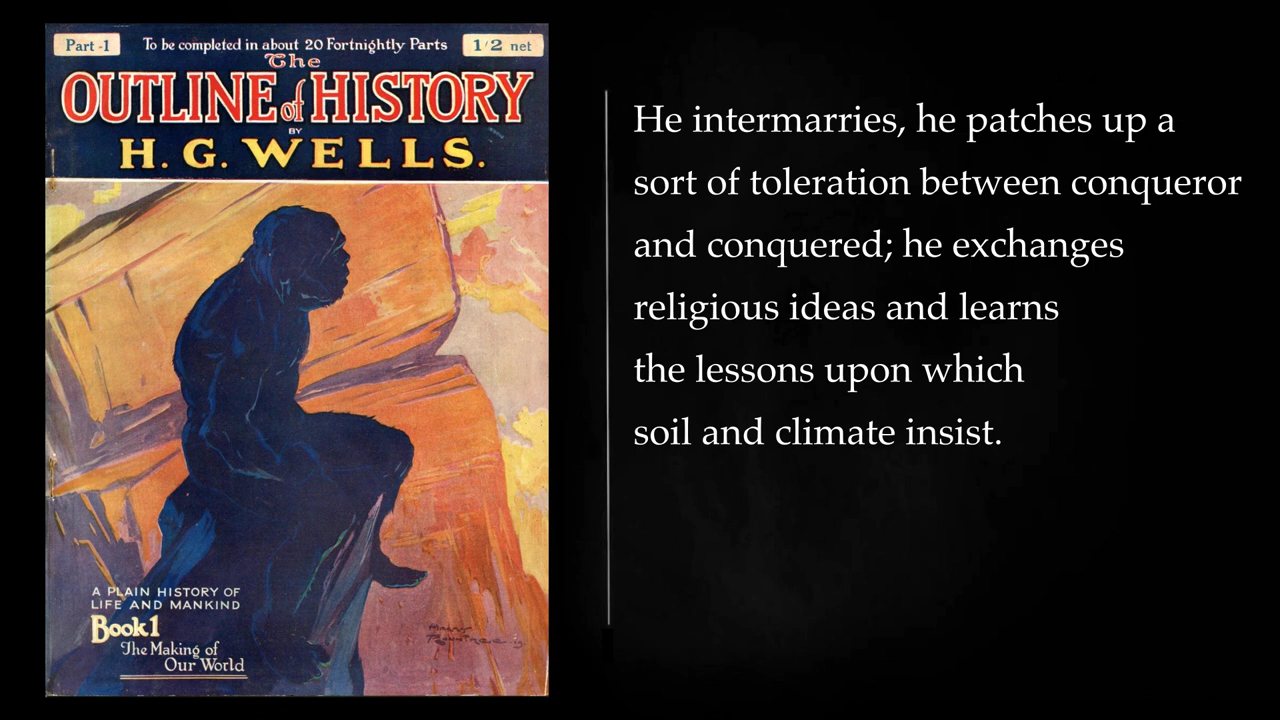 Part -1
To be completed in about 20 Fortnightly Parts
1/2 net
The
OUTLINE of HISTORY
BY
H. G. WELLS.
A PLAIN HISTORY OF
LIFE AND MANKIND
Book 1
The Making of
Our World
He intermarries, he patches up a
sort of toleration between conqueror
and conquered; he exchanges
religious ideas and learns
the lessons upon which
soil and climate insist.